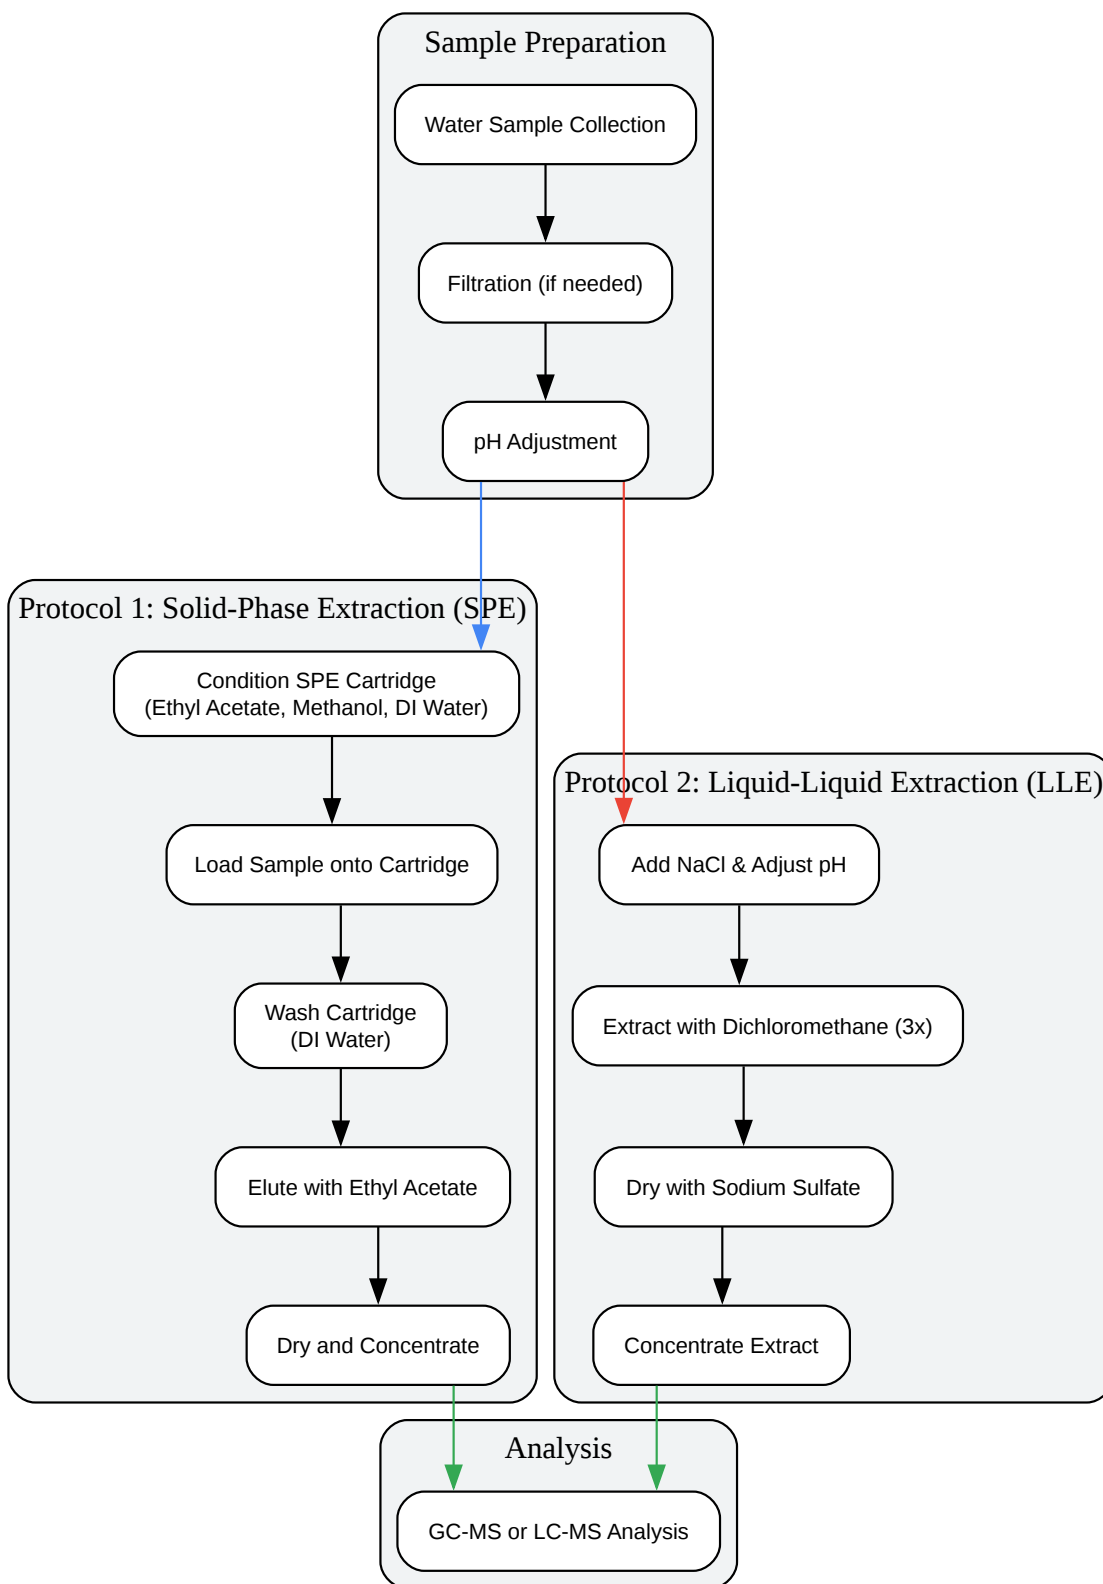 Sample Preparation
Water Sample Collection
Filtration (if needed)
pH Adjustment
Protocol 1: Solid-Phase Extraction (SPE)
Condition SPE Cartridge
(Ethyl Acetate, Methanol, DI Water)
Load Sample onto Cartridge
Wash Cartridge
(DI Water)
Elute with Ethyl Acetate
Dry and Concentrate
Protocol 2: Liquid-Liquid Extraction (LLE)
Add NaCl & Adjust pH
Extract with Dichloromethane (3x)
Dry with Sodium Sulfate
Concentrate Extract
Analysis
GC-MS or LC-MS Analysis